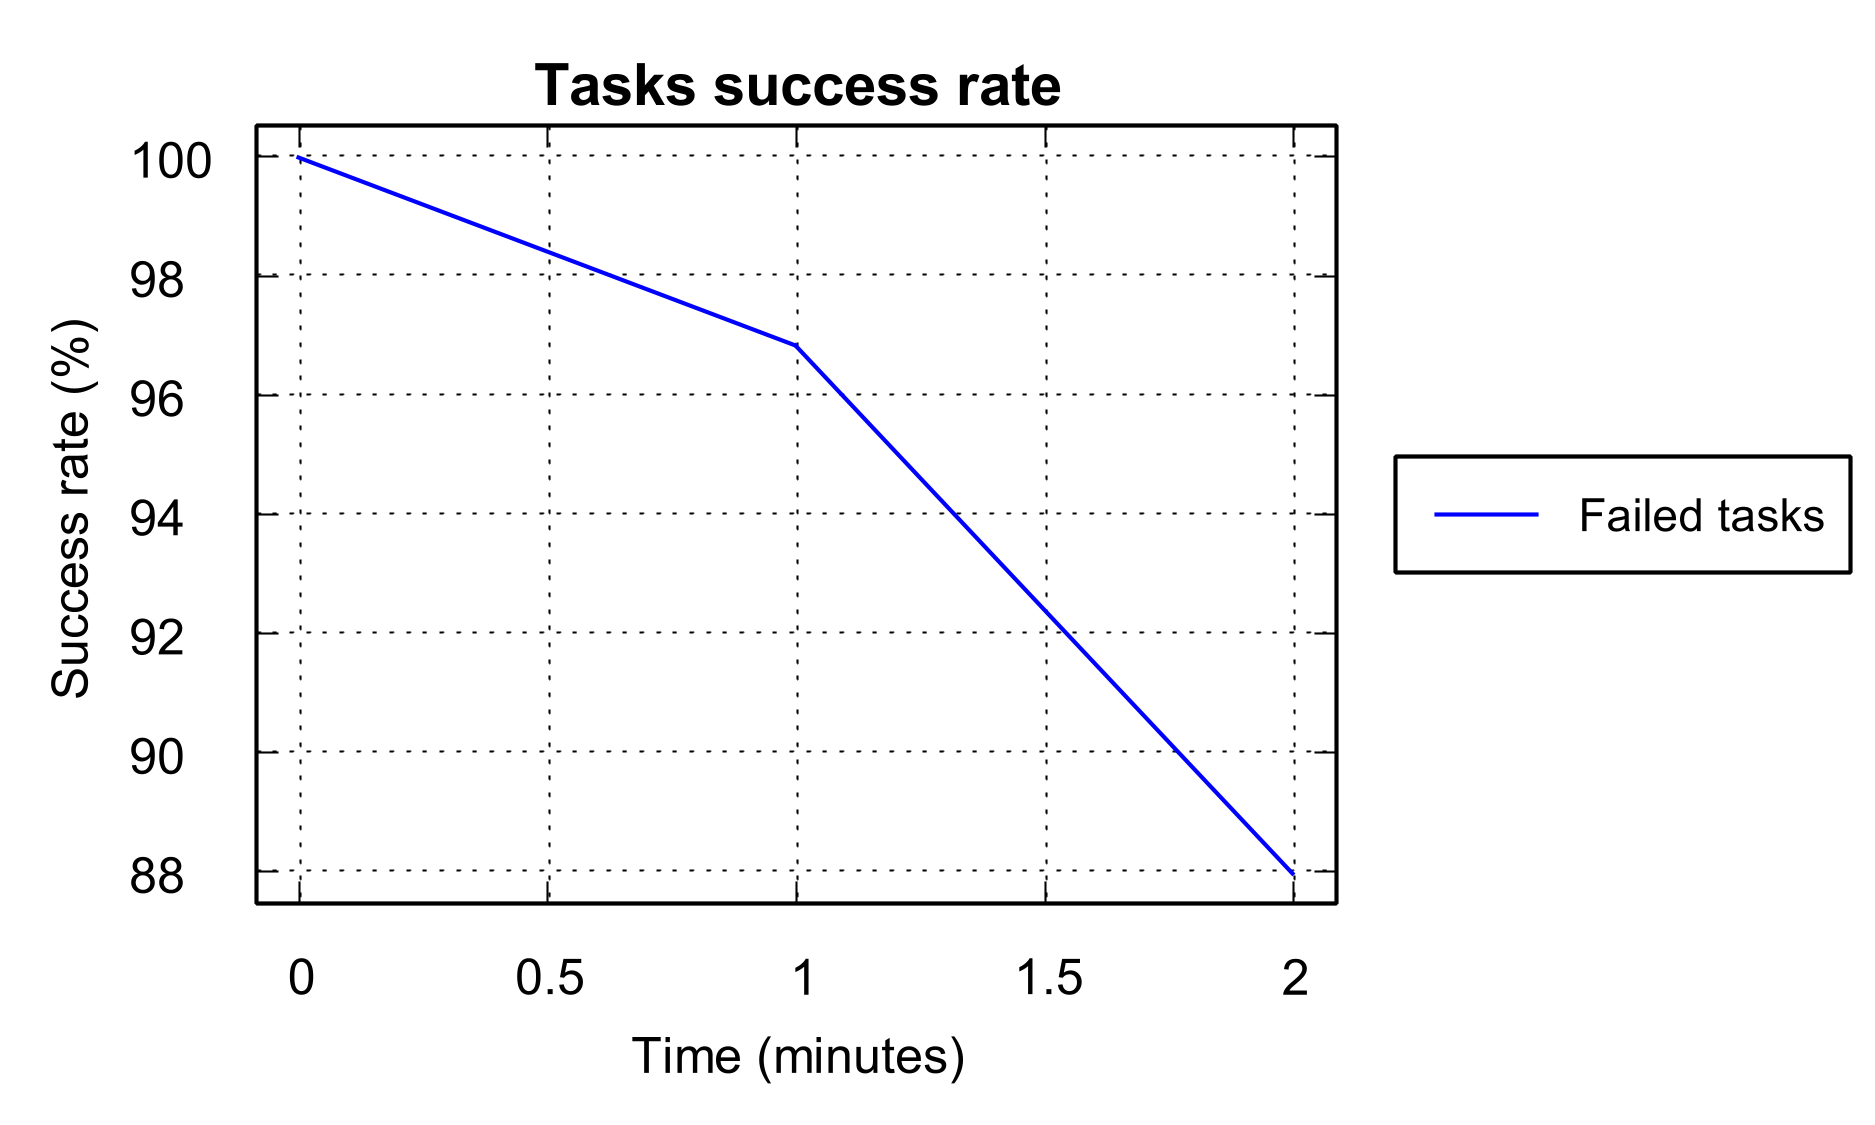 Tasks success rate
100
98
96
94
92
90
88
Success rate (%)
0 0.5 1 1.5 2
Time (minutes)
Failed tasks